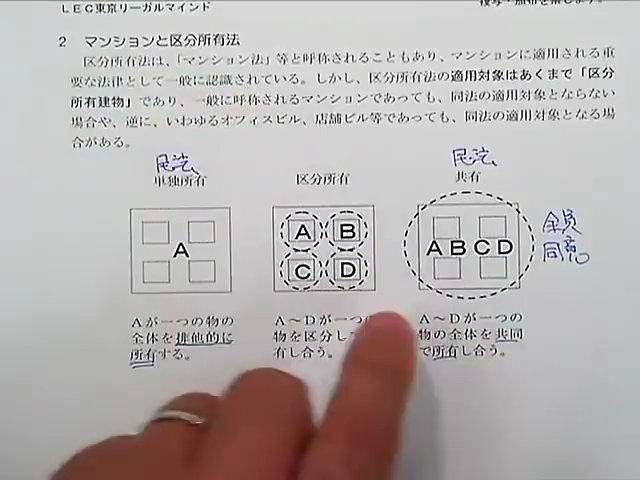 LEC東京リーガルマインド
2 マンションと区分所有法
区分所有法は、「マンション法」等と呼称されることもあり、マンションに適用される重
要な法律として一般に認識されている。しかし、区分所有法の適用対象はあくまで「区分
所有建物」であり、一般に呼称されるマンションであっても、同法の適用対象とならない
場合や、逆に、いわゆるオフィスビル、店舗ビル等であっても、同法の適用対象となる場
合がある。
民法
単独所有
A
Aが一つの物の
全体を排他的に
所有する。
区分所有
A B
C D
A～Dが一つの
物を区分し
有し合う。
民法
共有
A B C D
全員
同意
A～Dが一つの
物の全体を共同
で所有し合う。